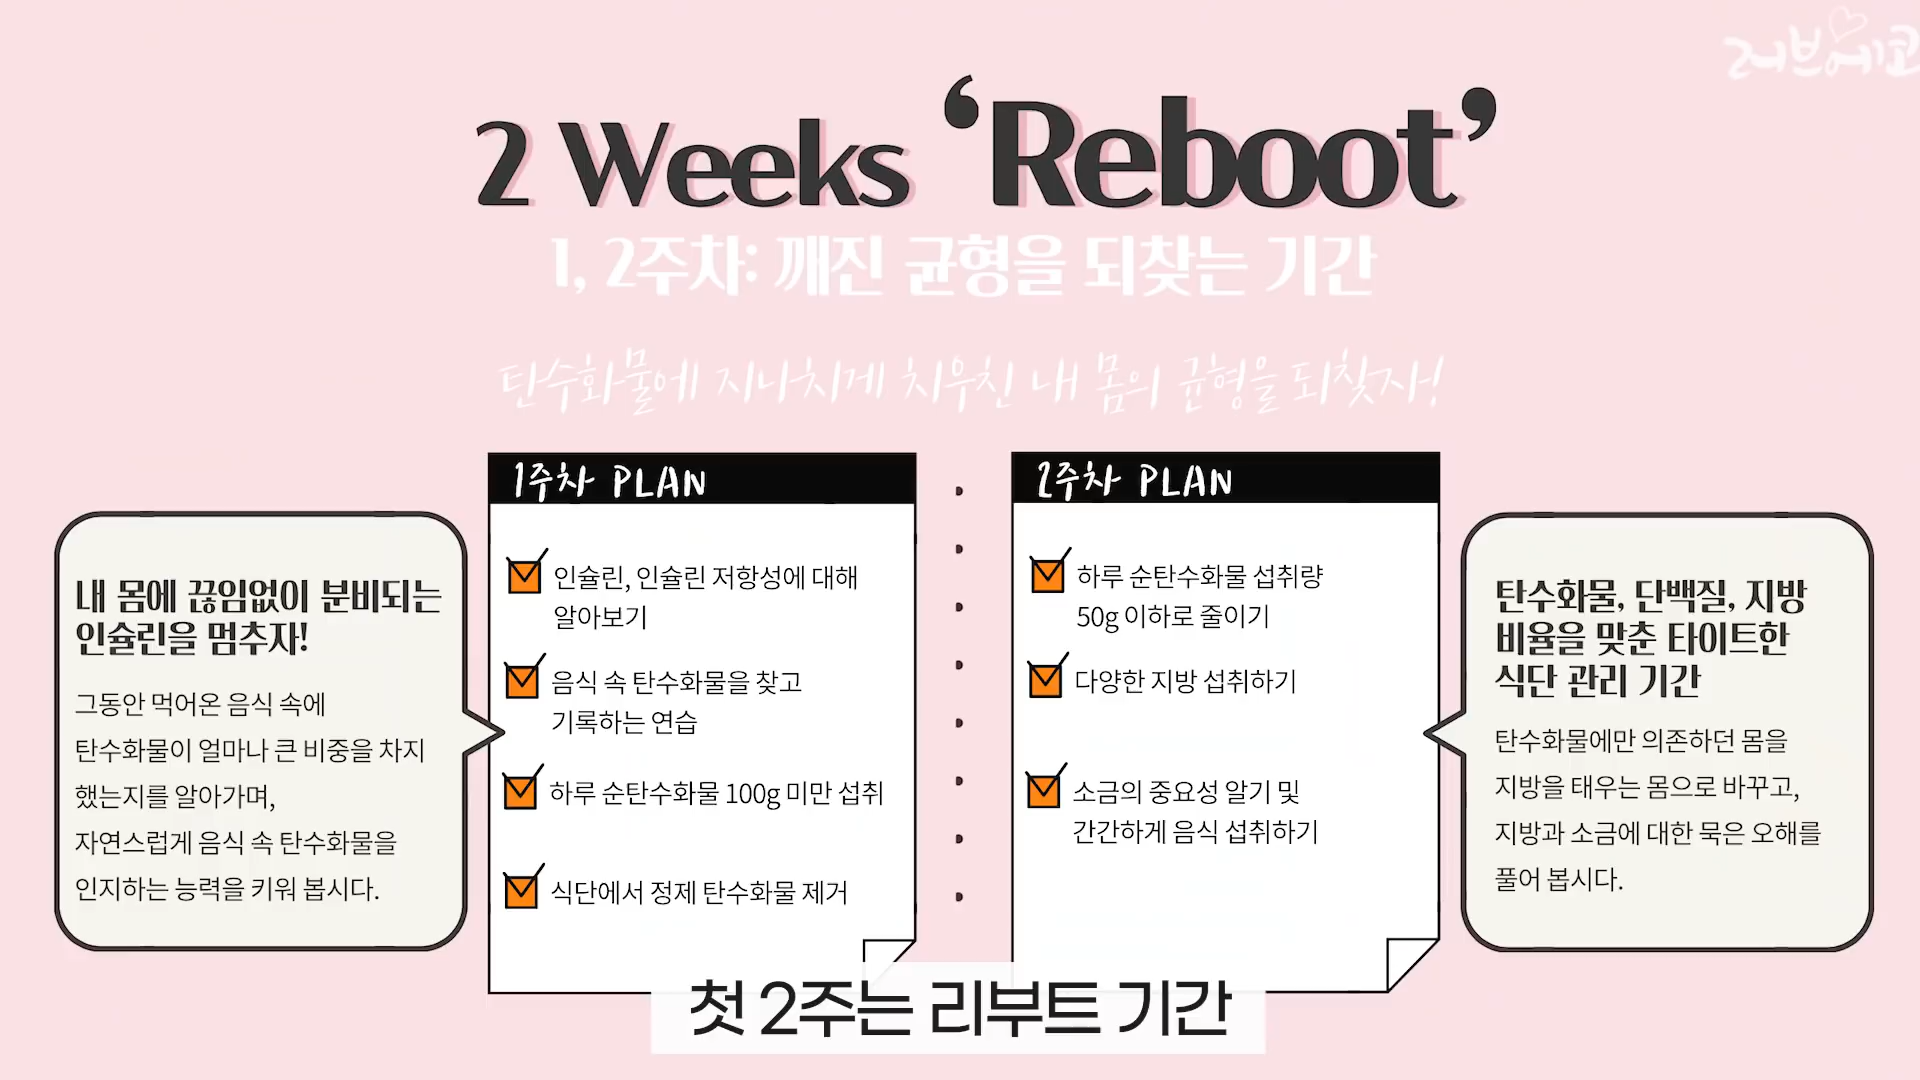 러브에코
2 Weeks ‘Reboot’
1, 2주차: 깨진 균형을 되찾는 기간
탄수화물에 지나치게 치우친 내 몸의 균형을 되찾자!
내 몸에 끊임없이 분비되는
인슐린을 멈추자!
그동안 먹어온 음식 속에
탄수화물이 얼마나 큰 비중을 차지
했는지를 알아가며,
자연스럽게 음식 속 탄수화물을
인지하는 능력을 키워 봅시다.
1주차 PLAN
인슐린, 인슐린 저항성에 대해
알아보기
음식 속 탄수화물을 찾고
기록하는 연습
하루 순탄수화물 100g 미만 섭취
식단에서 정제 탄수화물 제거
2주차 PLAN
하루 순탄수화물 섭취량
50g 이하로 줄이기
다양한 지방 섭취하기
소금의 중요성 알기 및
간간하게 음식 섭취하기
탄수화물, 단백질, 지방
비율을 맞춘 타이트한
식단 관리 기간
탄수화물에만 의존하던 몸을
지방을 태우는 몸으로 바꾸고,
지방과 소금에 대한 묵은 오해를
풀어 봅시다.
첫 2주는 리부트 기간